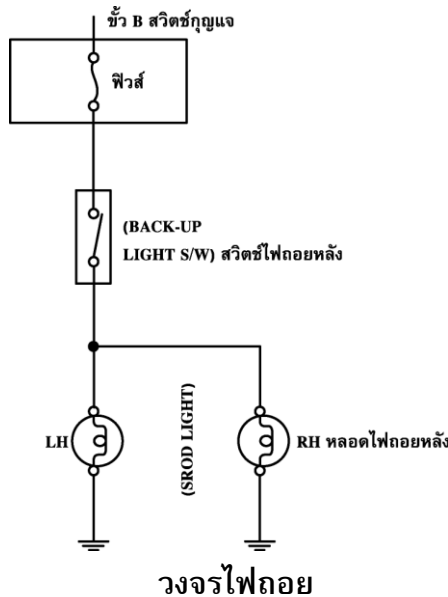 ขั้ว B สวิตช์กุญแจ
ฟิวส์
(BACK-UP
LIGHT S/W) สวิตช์ไฟถอยหลัง
LH
(SROD LIGHT)
RH หลอดไฟถอยหลัง
วงจรไฟถอย